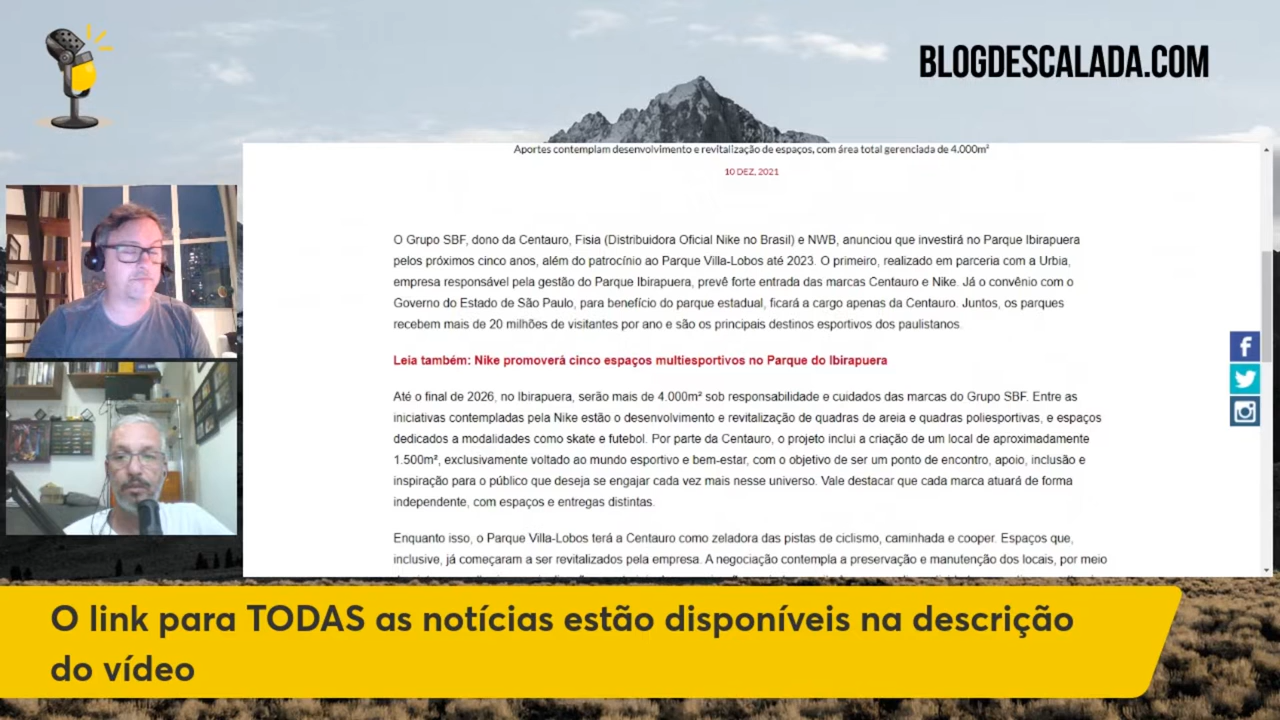 BLOGDESCALADA.COM
Aportes contemplam desenvolvimento e revitalização de espaços, com área total gerenciada de 4.000m²
10 DEZ, 2021
O Grupo SBF, dono da Centauro, Fisia (Distribuidora Oficial Nike no Brasil) e NWB, anunciou que investirá no Parque Ibirapuera
pelos próximos cinco anos, além do patrocínio ao Parque Villa-Lobos até 2023. O primeiro, realizado em parceria com a Urbia,
empresa responsável pela gestão do Parque Ibirapuera, prevê forte entrada das marcas Centauro e Nike. Já o convênio com o
Governo do Estado de São Paulo, para benefício do parque estadual, ficará a cargo apenas da Centauro. Juntos, os parques
recebem mais de 20 milhões de visitantes por ano e são os principais destinos esportivos dos paulistanos.
Leia também: Nike promoverá cinco espaços multiesportivos no Parque do Ibirapuera
Até o final de 2026, no Ibirapuera, serão mais de 4.000m² sob responsabilidade e cuidados das marcas do Grupo SBF. Entre as
iniciativas contempladas pela Nike estão o desenvolvimento e revitalização de quadras de areia e quadras poliesportivas, e espaços
dedicados a modalidades como skate e futebol. Por parte da Centauro, o projeto inclui a criação de um local de aproximadamente
1.500m², exclusivamente voltado ao mundo esportivo e bem-estar, com o objetivo de ser um ponto de encontro, apoio, inclusão e
inspiração para o público que deseja se engajar cada vez mais nesse universo. Vale destacar que cada marca atuará de forma
independente, com espaços e entregas distintas.
Enquanto isso, o Parque Villa-Lobos terá a Centauro como zeladora das pistas de ciclismo, caminhada e cooper. Espaços que,
inclusive, já começaram a ser revitalizados pela empresa. A negociação contempla a preservação e manutenção dos locais, por meio
O link para TODAS as notícias estão disponíveis na descrição
do vídeo